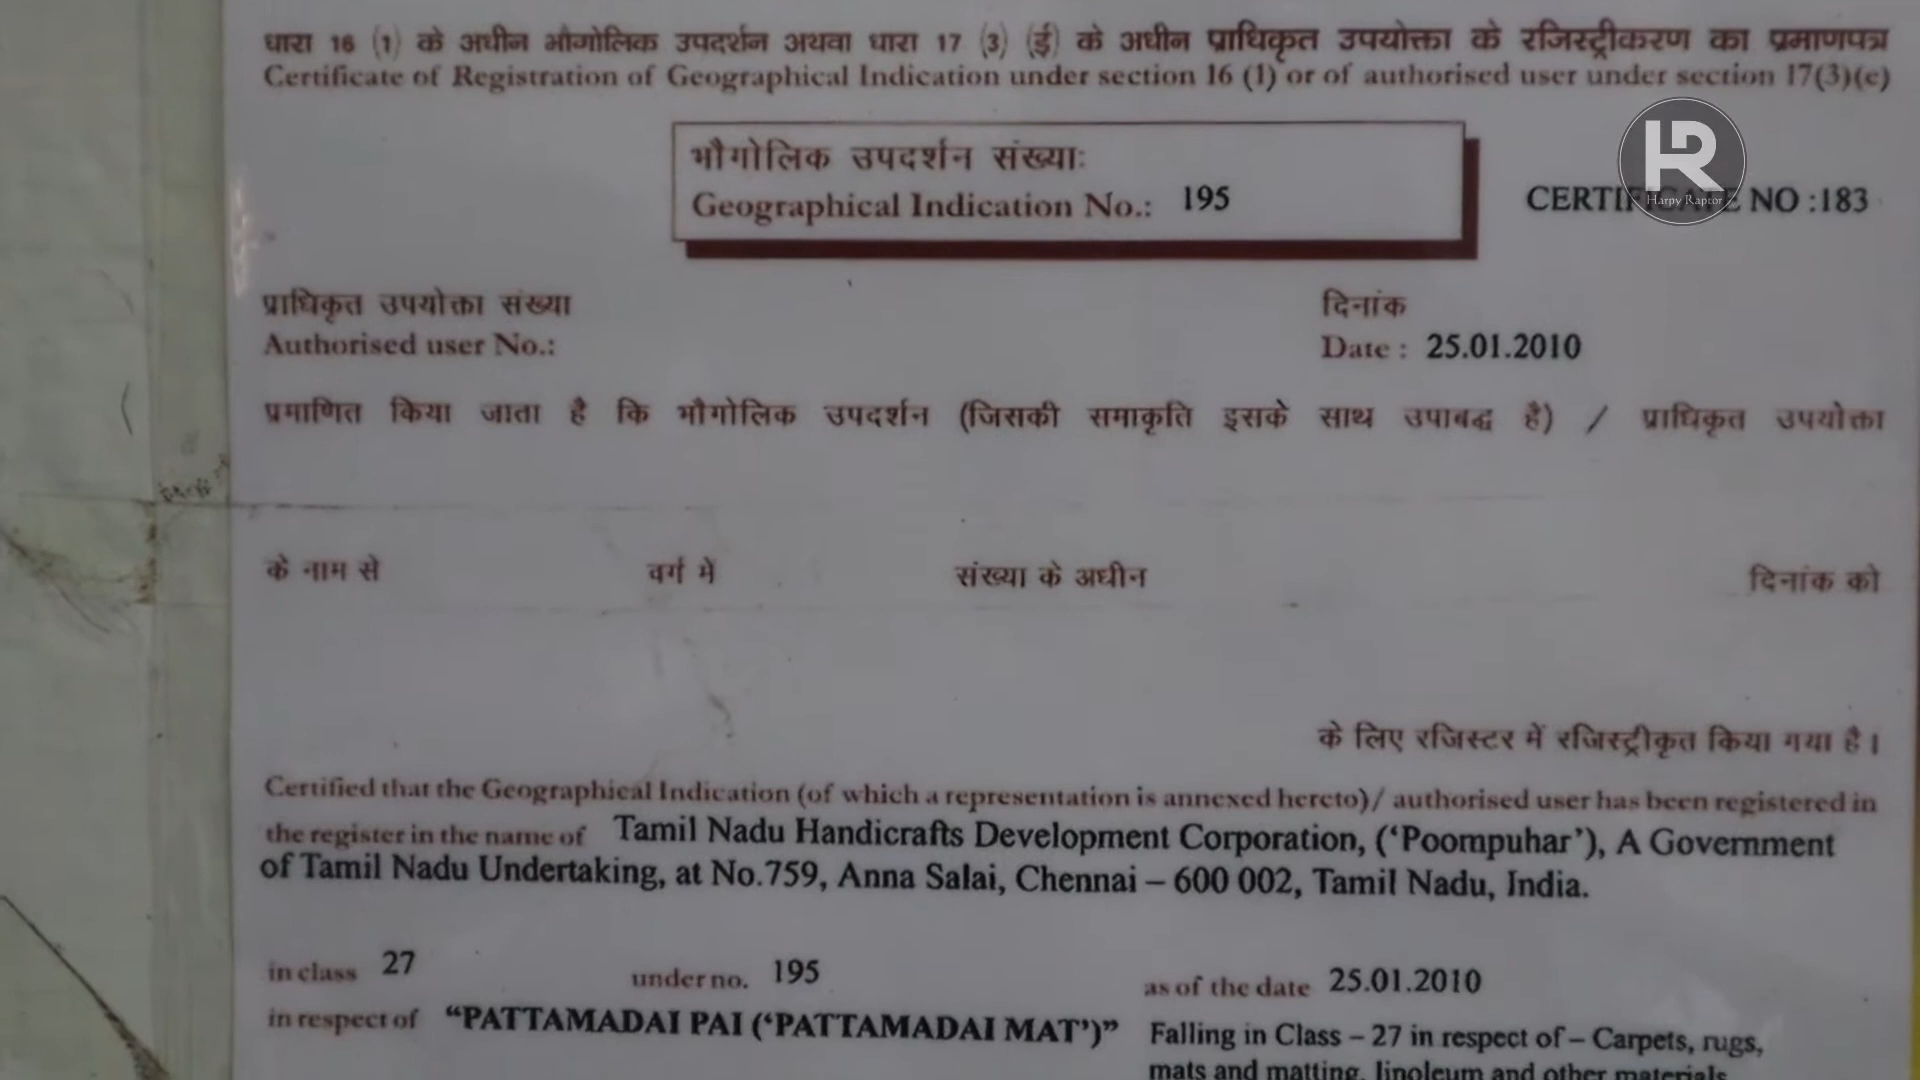 धारा 16 (1) के अधीन भौगोलिक उपदर्शन अथवा धारा 17 (3) (ई) के अधीन प्राधिकृत उपयोक्ता के रजिस्ट्रीकरण का प्रमाणपत्र
Certificate of Registration of Geographical Indication under section 16 (1) or of authorised user under section 17(3)(e)
भौगोलिक उपदर्शन संख्या:
Geographical Indication No.: 195
CERTIFICATE NO :183
HR
Harpy Raptor
प्राधिकृत उपयोक्ता संख्या
दिनांक
Authorised user No.:
Date : 25.01.2010
प्रमाणित किया जाता है कि भौगोलिक उपदर्शन (जिसकी समाकृति इसके साथ उपाबद्ध है) / प्राधिकृत उपयोक्ता
के नाम से वर्ग में संख्या के अधीन दिनांक को
के लिए रजिस्टर में रजिस्ट्रीकृत किया गया है।
Certified that the Geographical Indication (of which a representation is annexed hereto)/ authorised user has been registered in
the register in the name of Tamil Nadu Handicrafts Development Corporation, (‘Poompuhar’), A Government
of Tamil Nadu Undertaking, at No.759, Anna Salai, Chennai – 600 002, Tamil Nadu, India.
in class 27 under no. 195 as of the date 25.01.2010
in respect of “PATTAMADAI PAI (‘PATTAMADAI MAT’)” Falling in Class – 27 in respect of – Carpets, rugs,
mats and matting, linoleum and other materials